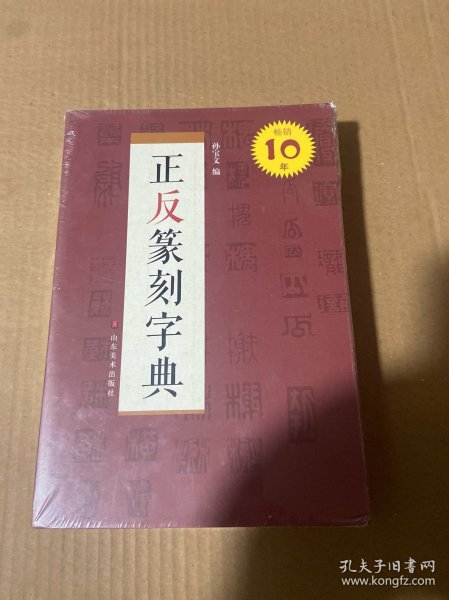 畅销
10
年
孙宝文 编
正反篆刻字典
山东美术出版社
孔夫子旧书网
www.kongfz.com